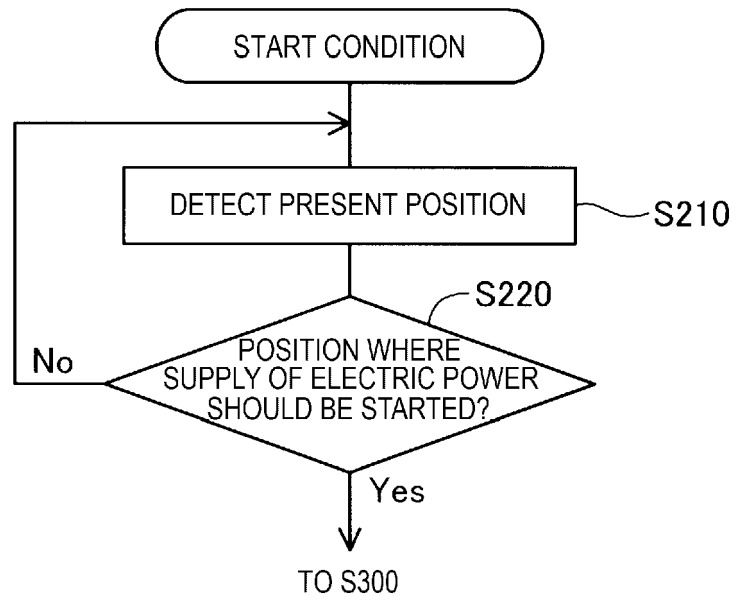 START CONDITION
DETECT PRESENT POSITION
S210
S220
POSITION WHERE
SUPPLY OF ELECTRIC POWER
SHOULD BE STARTED?
No
Yes
TO S300